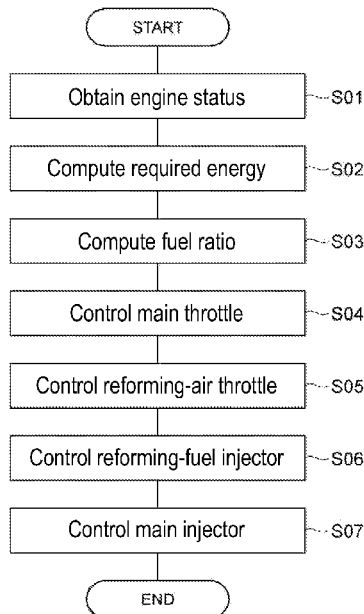 START
Obtain engine status
S01
Compute required energy
S02
Compute fuel ratio
S03
Control main throttle
S04
Control reforming-air throttle
S05
Control reforming-fuel injector
S06
Control main injector
S07
END